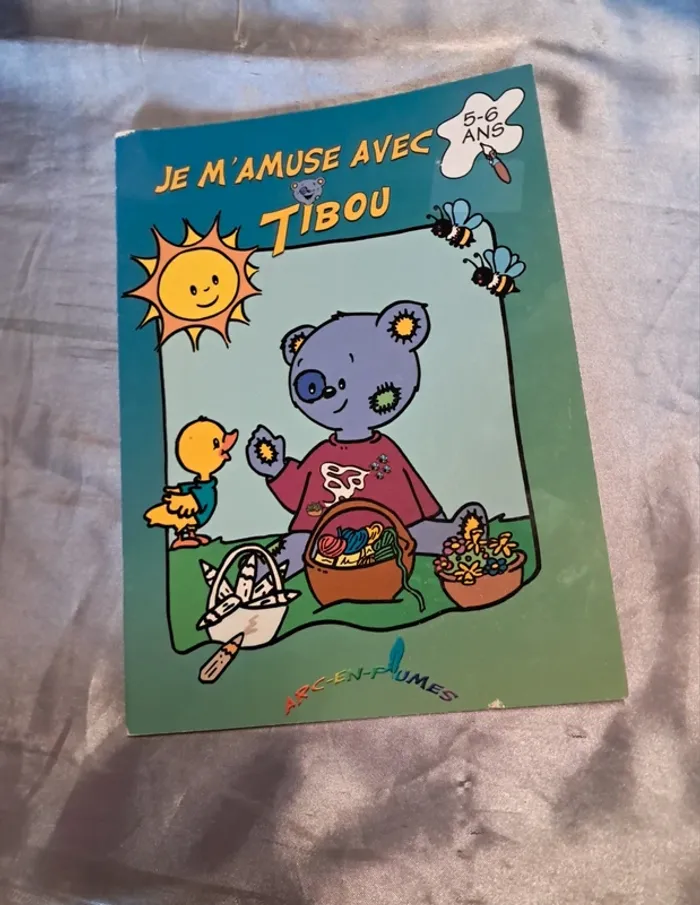 5-6
ANS
JE M'AMUSE AVEC
TIBOU
ARC-EN-PLUMES